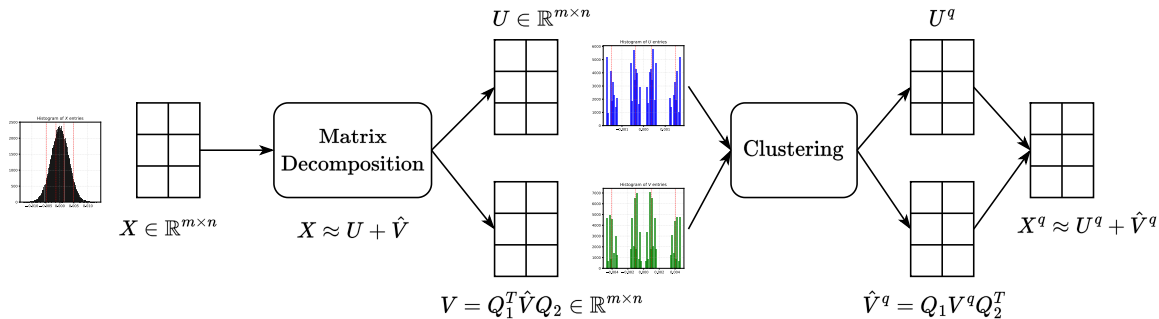 Histogram of X entries
X ∈ ℝ^{m×n}
Matrix
Decomposition
X ≈ U + V̂
U ∈ ℝ^{m×n}
Histogram of U entries
Histogram of V entries
V = Q_1^T V̂ Q_2 ∈ ℝ^{m×n}
Clustering
U^q
V̂^q = Q_1 V^q Q_2^T
X^q ≈ U^q + V̂^q